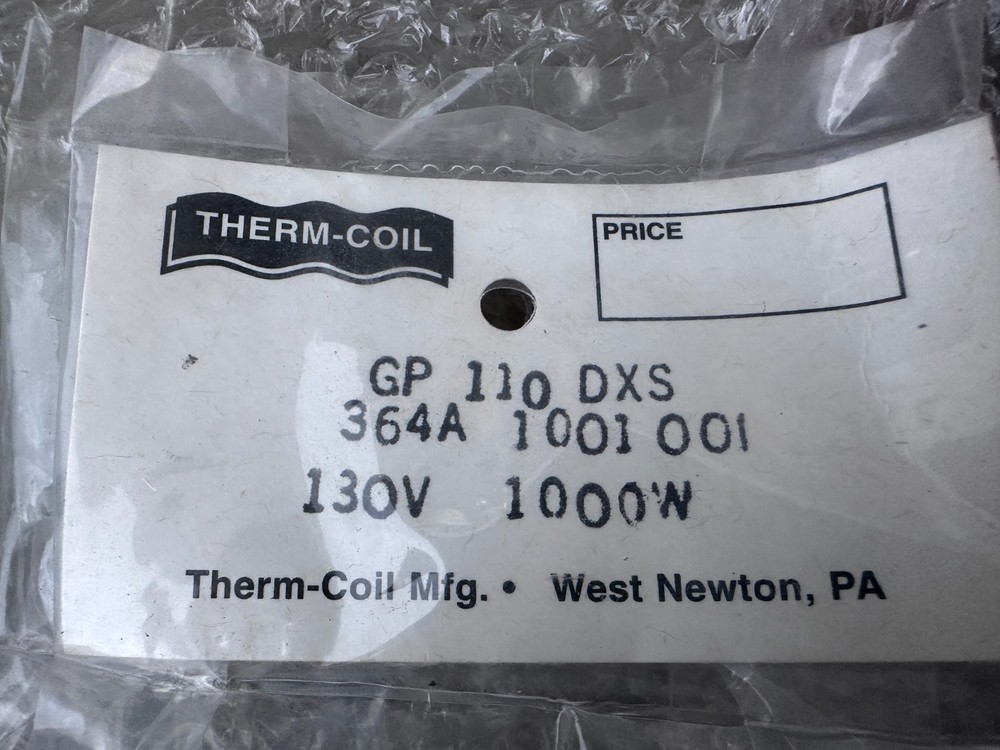 THERM-COIL
PRICE
GP 110 DXS
364A 1001 001
130V 1000W
Therm-Coil Mfg. • West Newton, PA